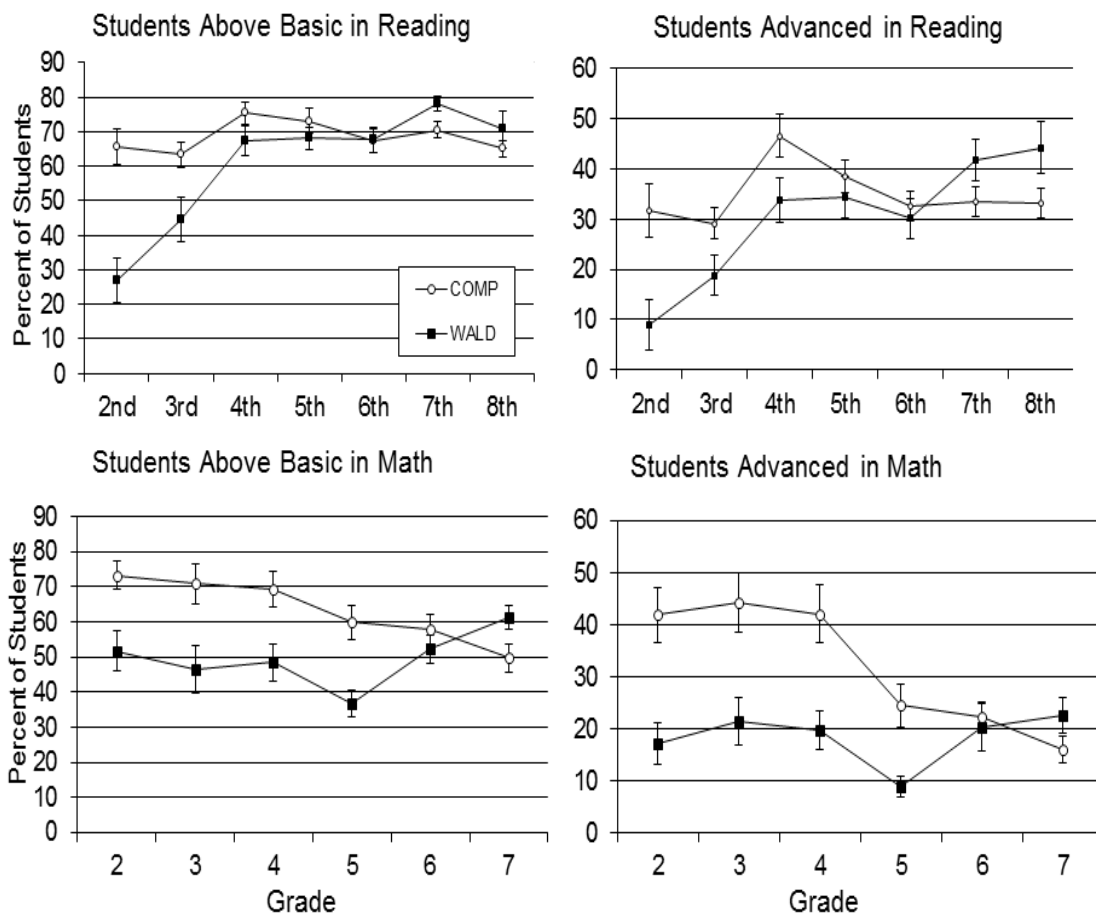 Students Above Basic in Reading
Percent of Students
90
80
70
60
50
40
30
20
10
0
COMP
WALD
2nd 3rd 4th 5th 6th 7th 8th
Students Advanced in Reading
60
50
40
30
20
10
0
2nd 3rd 4th 5th 6th 7th 8th
Students Above Basic in Math
Percent of Students
90
80
70
60
50
40
30
20
10
0
2 3 4 5 6 7
Grade
Students Advanced in Math
60
50
40
30
20
10
0
2 3 4 5 6 7
Grade